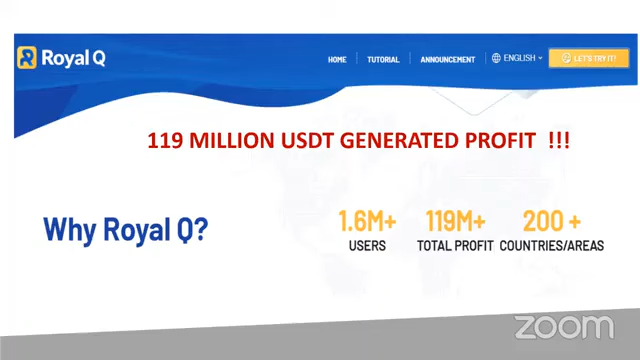 Royal Q
HOME TUTORIAL ANNOUNCEMENT ENGLISH LET'S TRY IT!
119 MILLION USDT GENERATED PROFIT !!!
Why Royal Q?
1.6M+ 119M+ 200 +
USERS TOTAL PROFIT COUNTRIES/AREAS
zoom